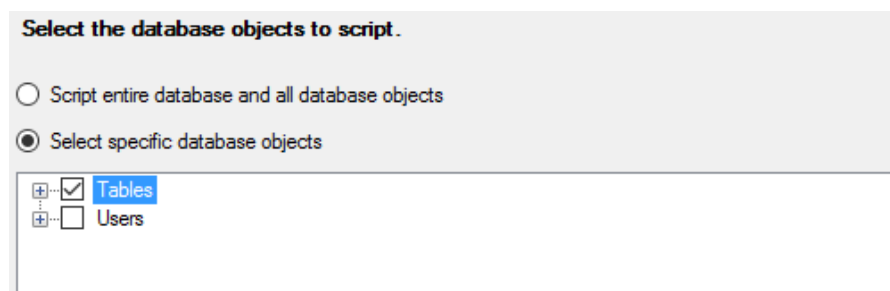 Select the database objects to script.
Script entire database and all database objects
Select specific database objects
Tables
Users